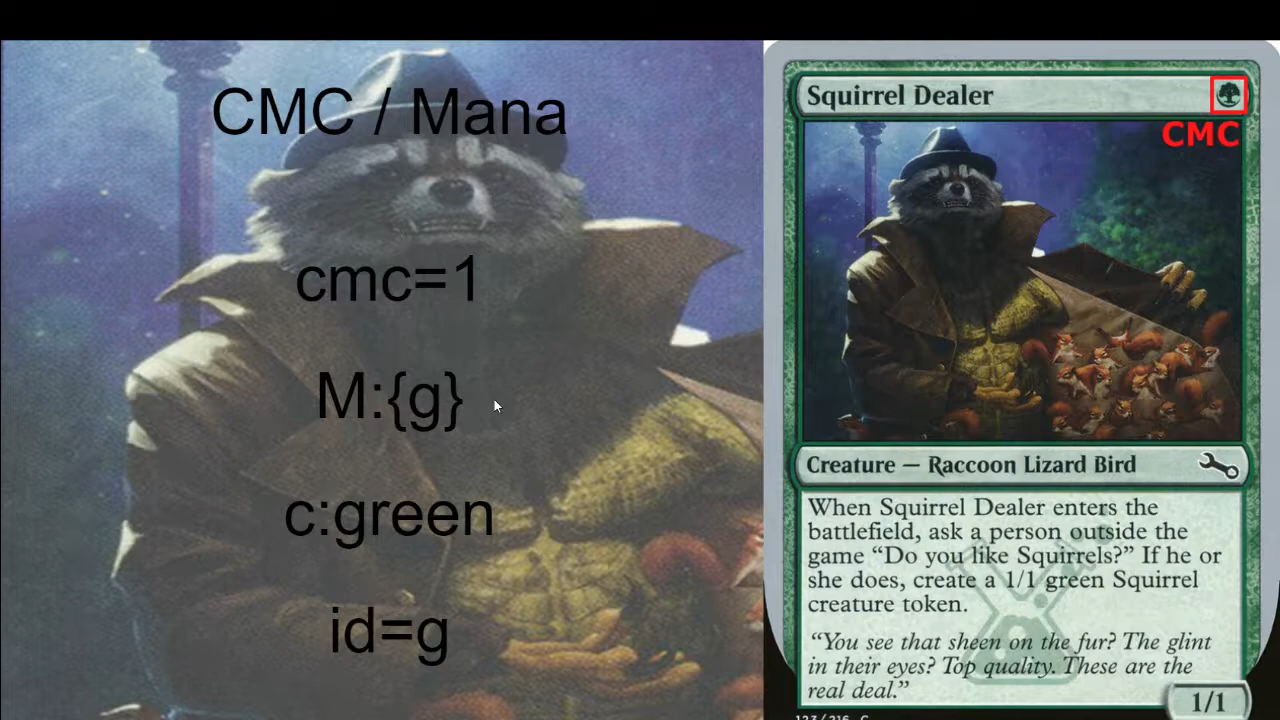 CMC / Mana
cmc=1
M:{g}
c:green
id=g
Squirrel Dealer
CMC
Creature — Raccoon Lizard Bird
When Squirrel Dealer enters the
battlefield, ask a person outside the
game “Do you like Squirrels?” If he or
she does, create a 1/1 green Squirrel
creature token.
“You see that sheen on the fur? The glint
in their eyes? Top quality. These are the
real deal.”
1/1
123/216 C